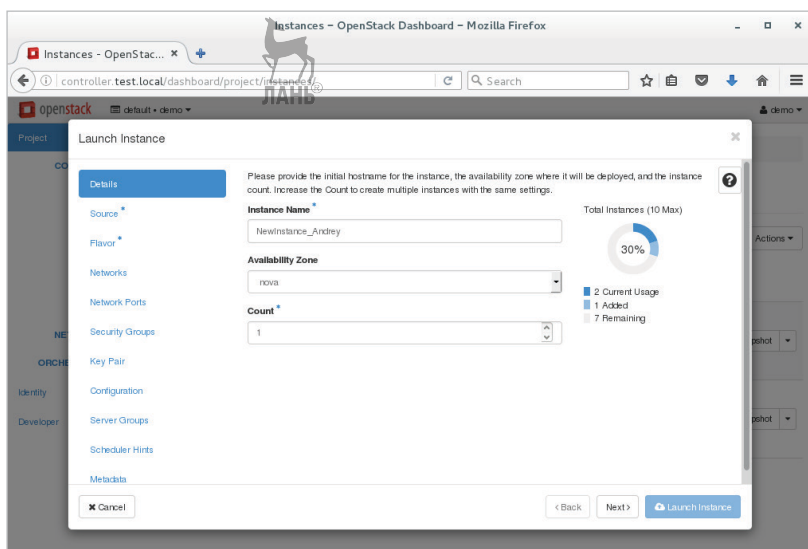 Instances - OpenStack Dashboard - Mozilla Firefox
Instances - OpenStac...
controller.test.local/dashboard/project/instances/
Search
ЛАНЬ®
openstack
default • demo
demo
Project
Launch Instance
Details
Source *
Flavor *
Networks
Network Ports
Security Groups
Key Pair
Configuration
Server Groups
Scheduler Hints
Metadata
Please provide the initial hostname for the instance, the availability zone where it will be deployed, and the instance
count. Increase the Count to create multiple instances with the same settings.
Instance Name *
NewInstance_Andrey
Availability Zone
nova
Count *
1
Total Instances (10 Max)
30%
2 Current Usage
1 Added
7 Remaining
Actions
CO
NE
ORCHE
Identity
Developer
pshot
pshot
Cancel
< Back
Next >
Launch Instance